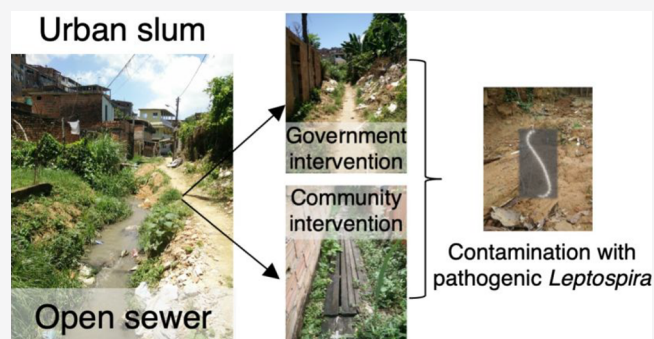 Urban slum
Open sewer
Government
intervention
Community
intervention
Contamination with
pathogenic Leptospira